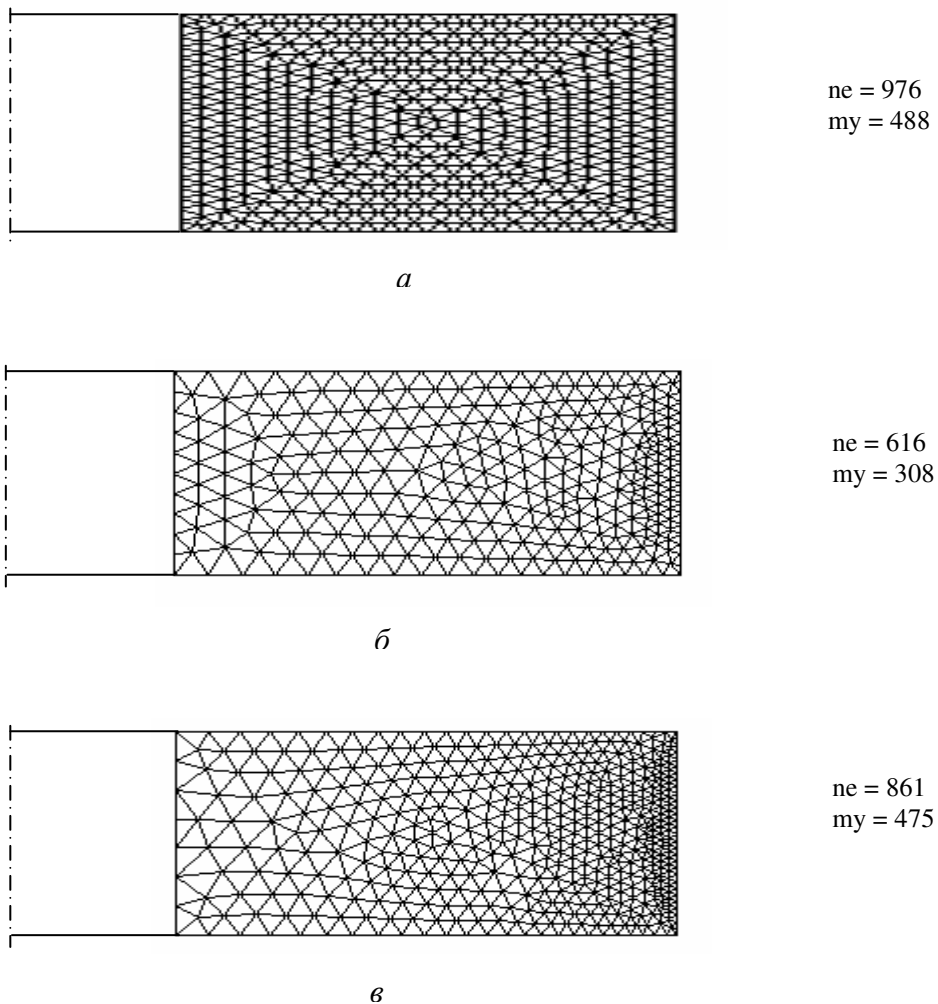 ne = 976
my = 488
а
ne = 616
my = 308
б
ne = 861
my = 475
в